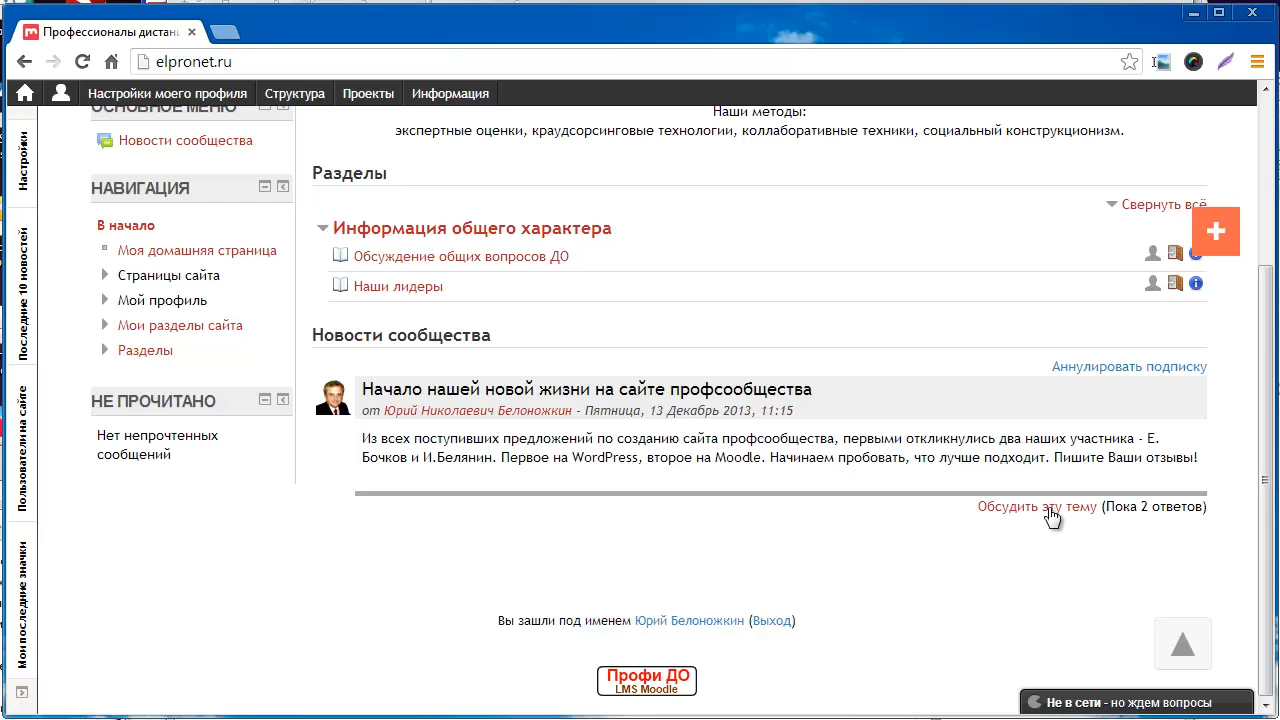 Профессионалы дистанц
elpronet.ru
Настройки моего профиля Структура Проекты Информация
ОСНОВНОЕ МЕНЮ
Новости сообщества
НАВИГАЦИЯ
В начало
Моя домашняя страница
Страницы сайта
Мой профиль
Мои разделы сайта
Разделы
НЕ ПРОЧИТАНО
Нет непрочтенных
сообщений
Настройки
Последние 10 новостей
Пользователи на сайте
Мои последние значки
Наши методы:
экспертные оценки, краудсорсинговые технологии, коллаборативные техники, социальный конструкционизм.
Разделы
Свернуть всё
Информация общего характера
Обсуждение общих вопросов ДО
Наши лидеры
Новости сообщества
Аннулировать подписку
Начало нашей новой жизни на сайте профсообщества
от Юрий Николаевич Белоножкин - Пятница, 13 Декабрь 2013, 11:15
Из всех поступивших предложений по созданию сайта профсообщества, первыми откликнулись два наших участника - Е.
Бочков и И.Белянин. Первое на WordPress, второе на Moodle. Начинаем пробовать, что лучше подходит. Пишите Ваши отзывы!
Обсудить эту тему (Пока 2 ответов)
Вы зашли под именем Юрий Белоножкин (Выход)
Профи ДО
LMS Moodle
Не в сети - но ждем вопросы